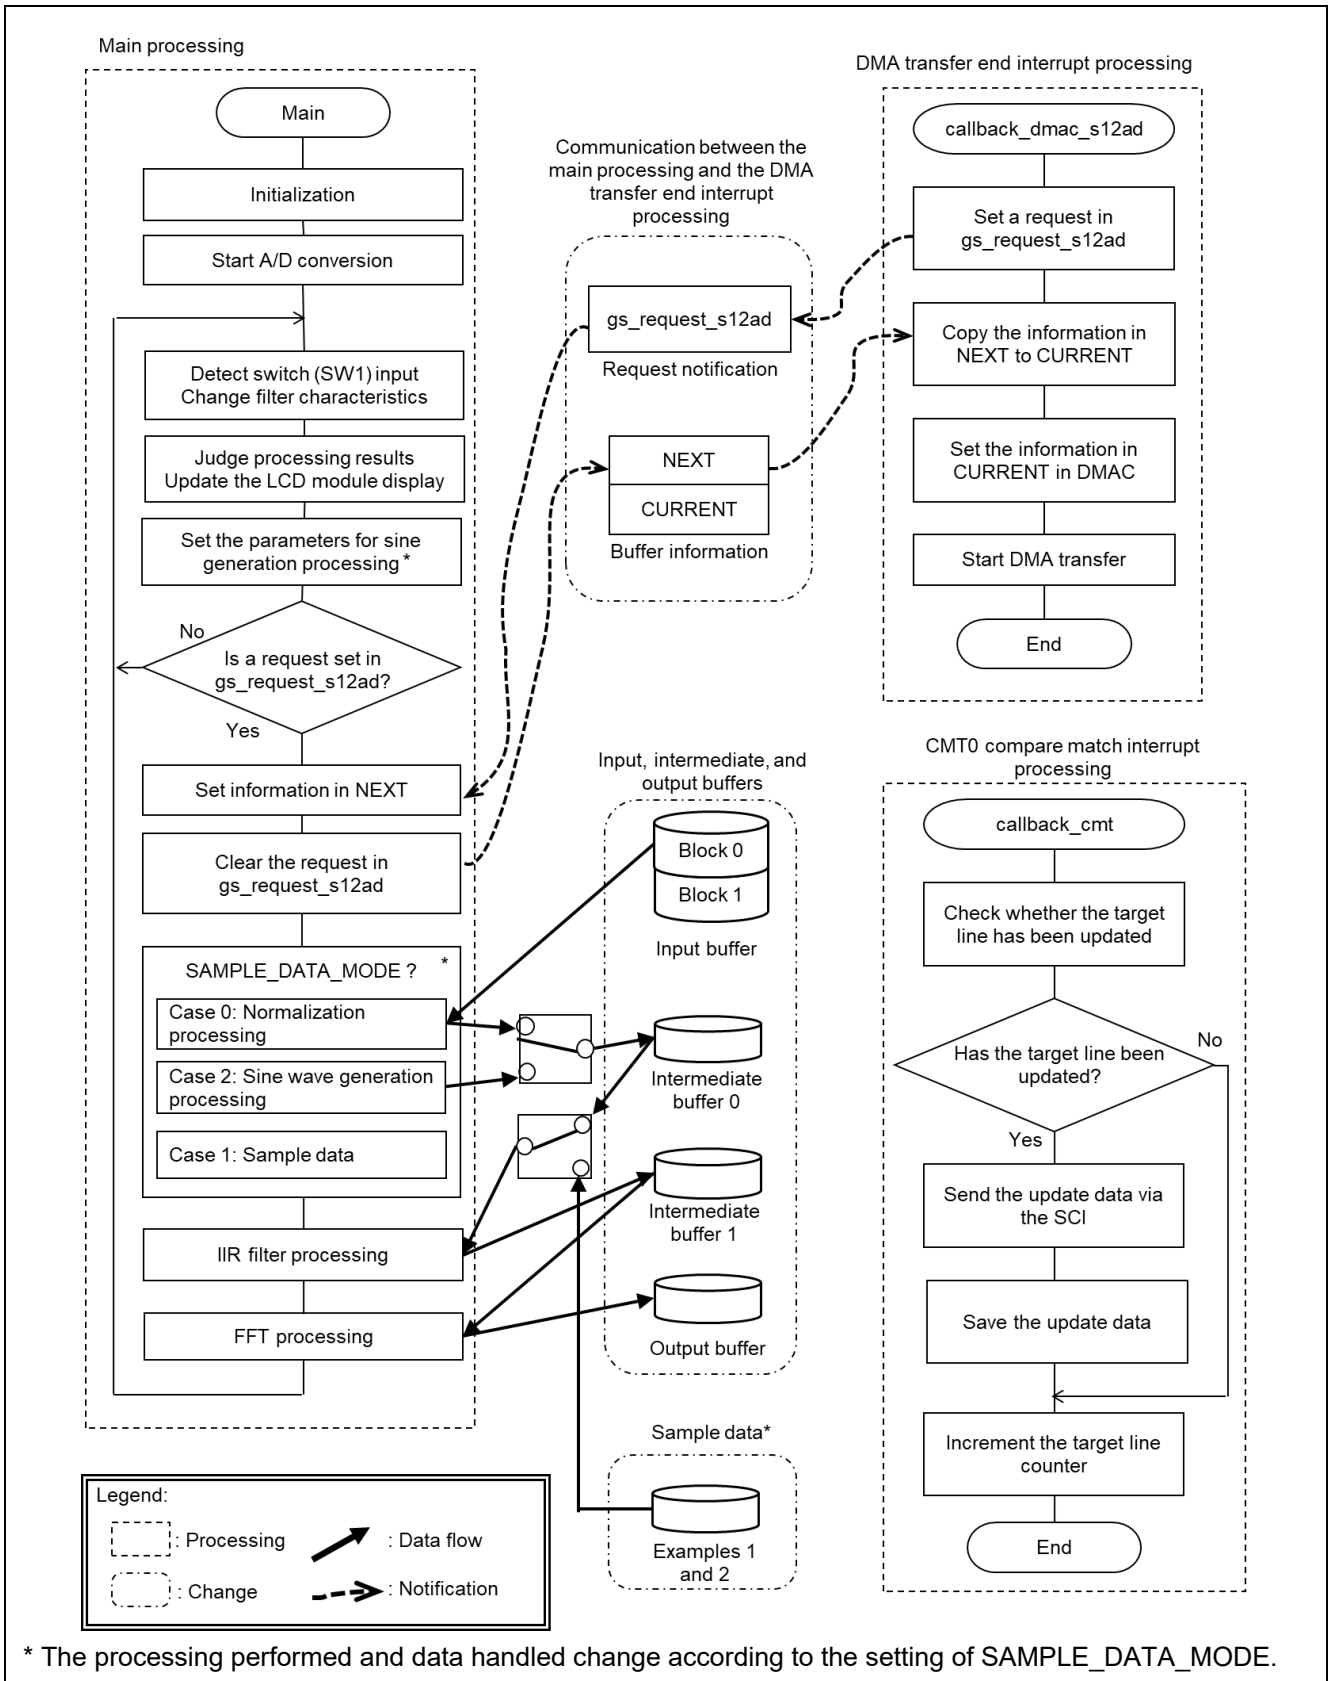 Main processing
Main
Initialization
Start A/D conversion
Detect switch (SW1) input
Change filter characteristics
Judge processing results
Update the LCD module display
Set the parameters for sine
generation processing *
No
Is a request set in
gs_request_s12ad?
Yes
Set information in NEXT
Clear the request in
gs_request_s12ad
SAMPLE_DATA_MODE ? *
Case 0: Normalization
processing
Case 2: Sine wave generation
processing
Case 1: Sample data
IIR filter processing
FFT processing
Communication between the
main processing and the DMA
transfer end interrupt
processing
gs_request_s12ad
Request notification
NEXT
CURRENT
Buffer information
Input, intermediate, and
output buffers
Block 0
Block 1
Input buffer
Intermediate
buffer 0
Intermediate
buffer 1
Output buffer
Sample data*
Examples 1
and 2
DMA transfer end interrupt processing
callback_dmac_s12ad
Set a request in
gs_request_s12ad
Copy the information in
NEXT to CURRENT
Set the information in
CURRENT in DMAC
Start DMA transfer
End
CMT0 compare match interrupt
processing
callback_cmt
Check whether the target
line has been updated
No
Has the target line been
updated?
Yes
Send the update data via
the SCI
Save the update data
Increment the target line
counter
End
Legend:
: Processing
: Data flow
: Change
: Notification
* The processing performed and data handled change according to the setting of SAMPLE_DATA_MODE.